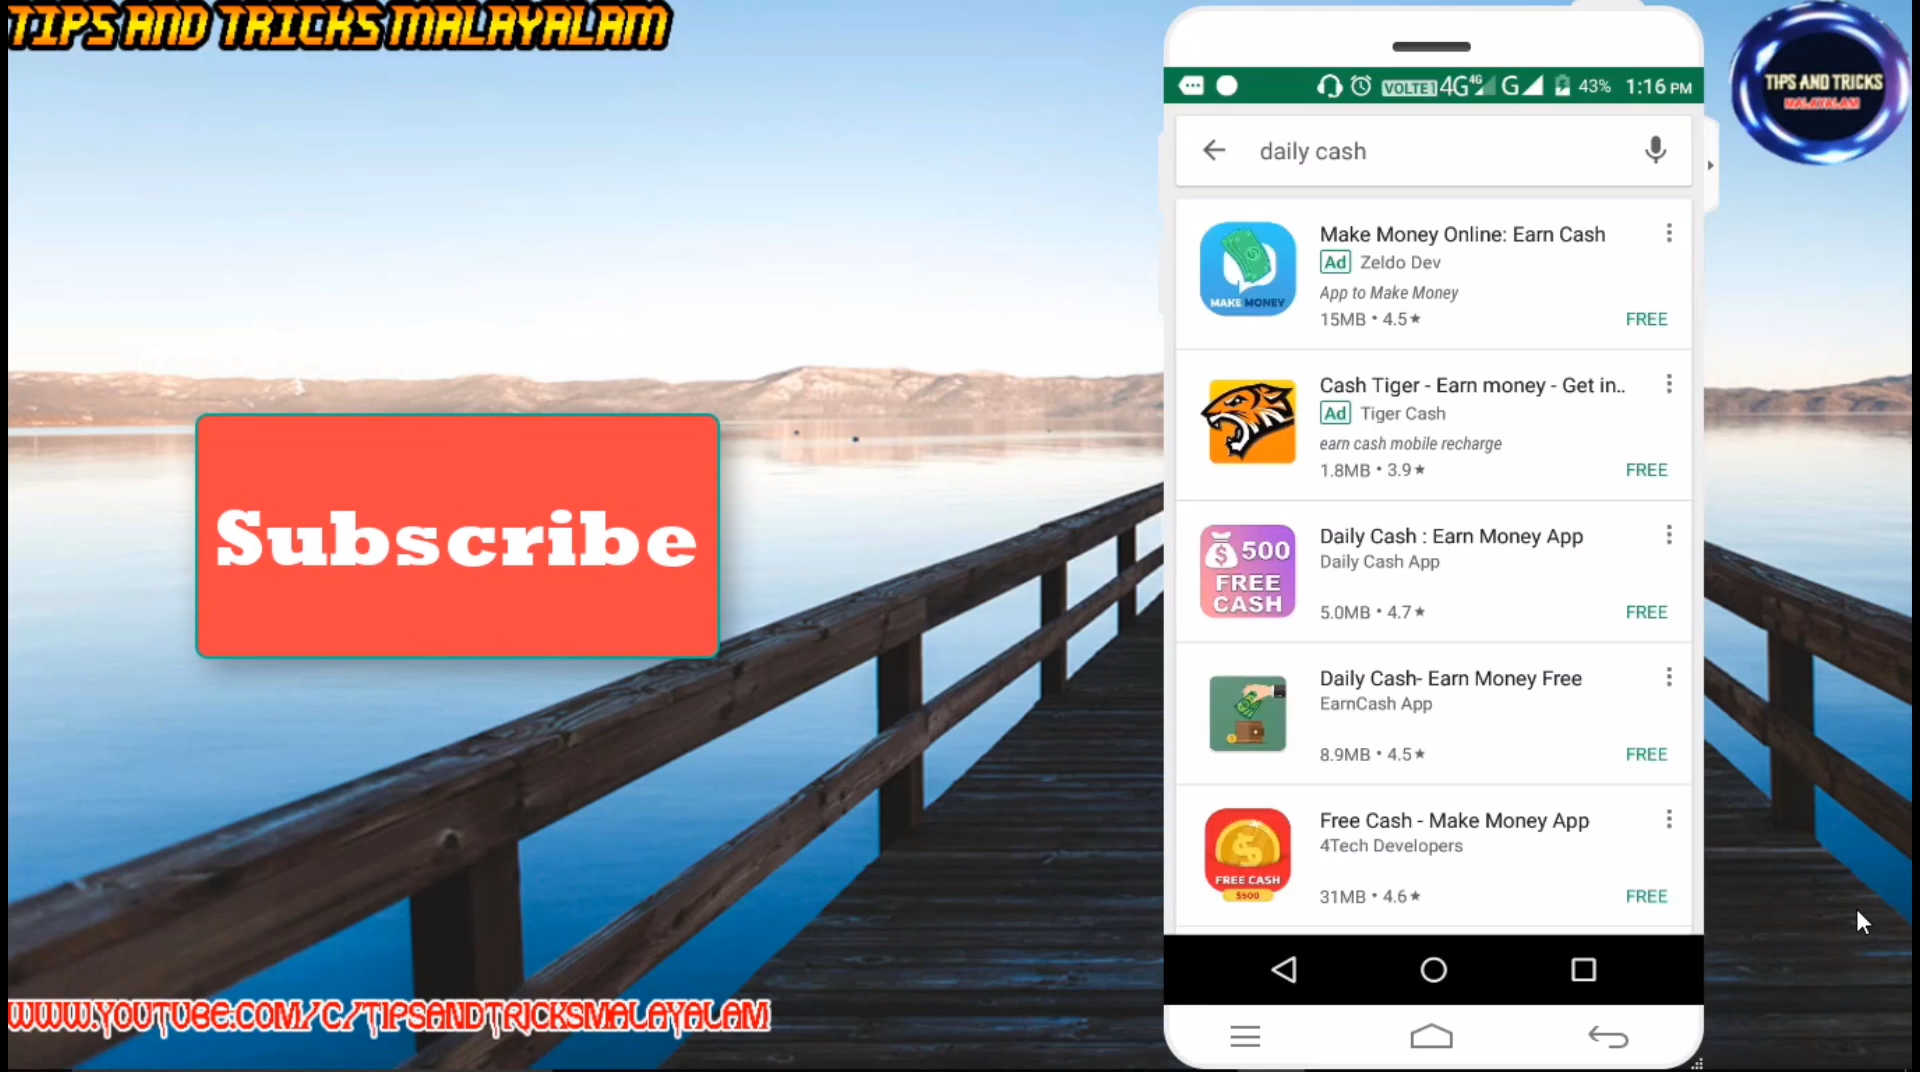 TIPS AND TRICKS MALAYALAM
TIPS AND TRICKS
MALAYALAM
VOLTE1 4G 4G G 43% 1:16 PM
daily cash
Make Money Online: Earn Cash
Ad Zeldo Dev
App to Make Money
15MB • 4.5★ FREE
MAKE MONEY
Cash Tiger - Earn money - Get in..
Ad Tiger Cash
earn cash mobile recharge
1.8MB • 3.9★ FREE
Subscribe
$ 500
FREE
CASH
Daily Cash : Earn Money App
Daily Cash App
5.0MB • 4.7★ FREE
Daily Cash- Earn Money Free
EarnCash App
8.9MB • 4.5★ FREE
$
FREE CASH
$500
Free Cash - Make Money App
4Tech Developers
31MB • 4.6★ FREE
WWW.YOUTUBE.COM/C/TIPSANDTRICKSMALAYALAM